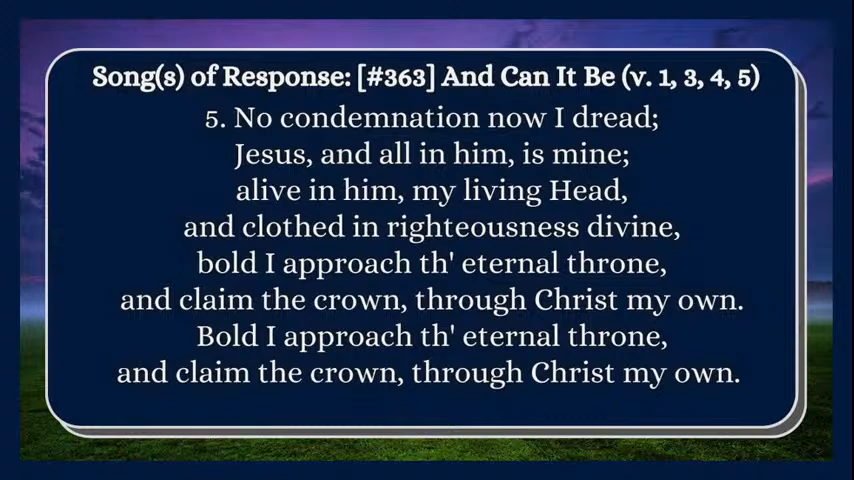 Song(s) of Response: [#363] And Can It Be (v. 1, 3, 4, 5)
5. No condemnation now I dread;
Jesus, and all in him, is mine;
alive in him, my living Head,
and clothed in righteousness divine,
bold I approach th' eternal throne,
and claim the crown, through Christ my own.
Bold I approach th' eternal throne,
and claim the crown, through Christ my own.